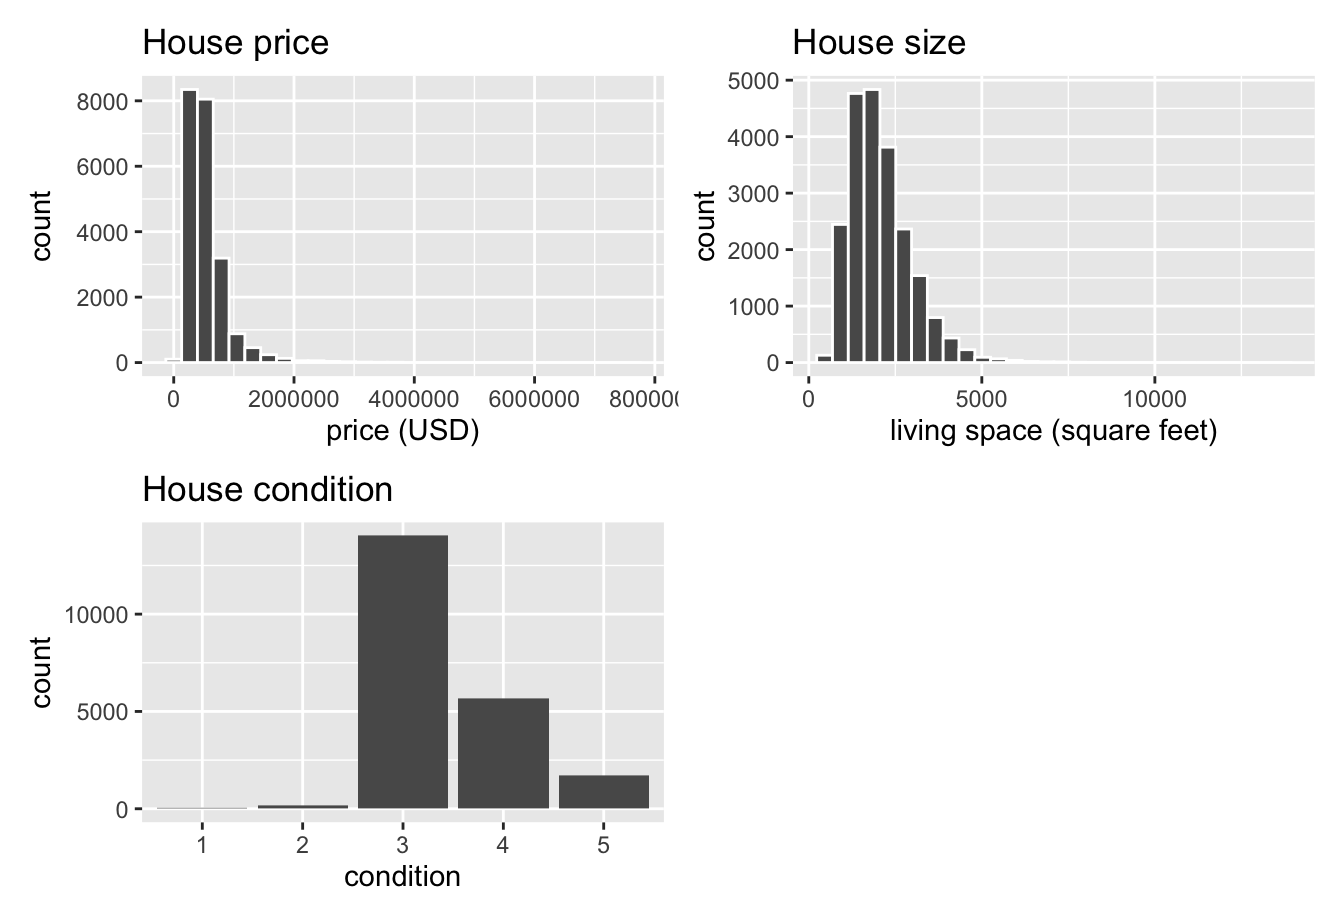 House price
count
8000
6000
4000
2000
0
0 2000000 4000000 6000000 800000
price (USD)
House size
count
5000
4000
3000
2000
1000
0
0 5000 10000
living space (square feet)
House condition
count
10000
5000
0
1 2 3 4 5
condition